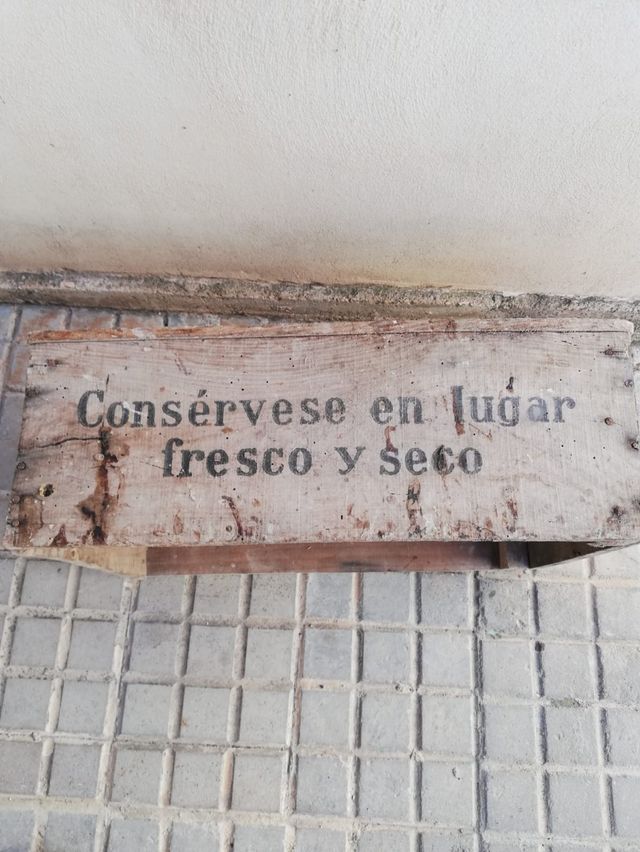 Consérvese en lugar
fresco y seco